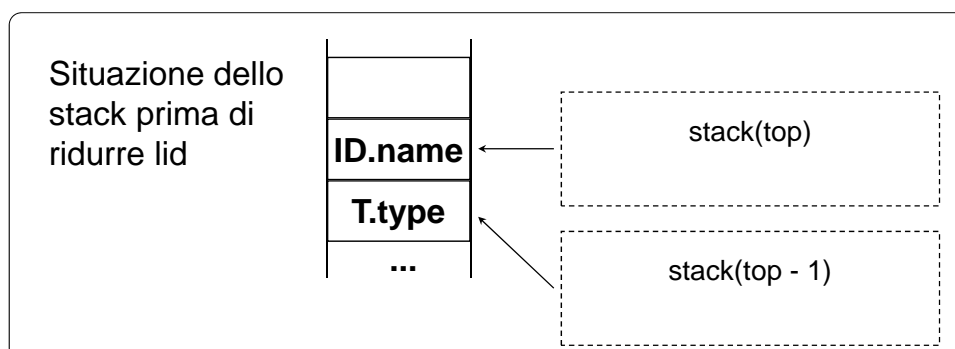 Situazione dello
stack prima di
ridurre lid
ID.name
T.type
...
stack(top)
stack(top - 1)